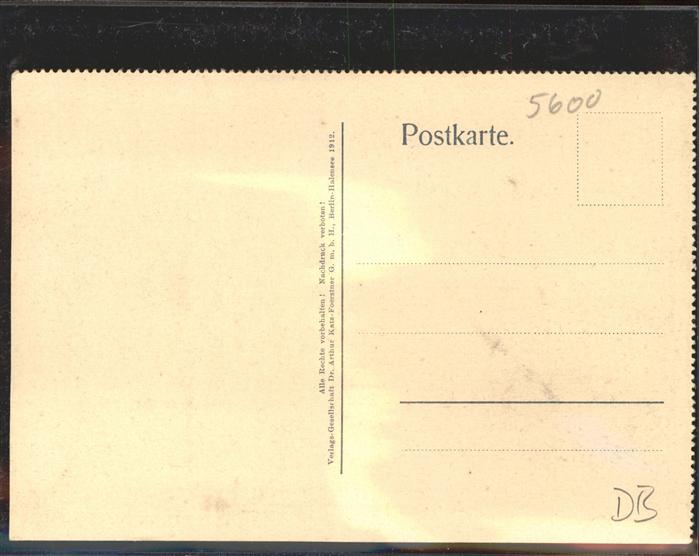 5600
Postkarte.
Alle Rechte vorbehalten! Nachdruck verboten!
Verlags-Gesellschaft Dr. Arthur Katz-Foerstner G. m. b. H., Berlin-Halensee 1912.
DB